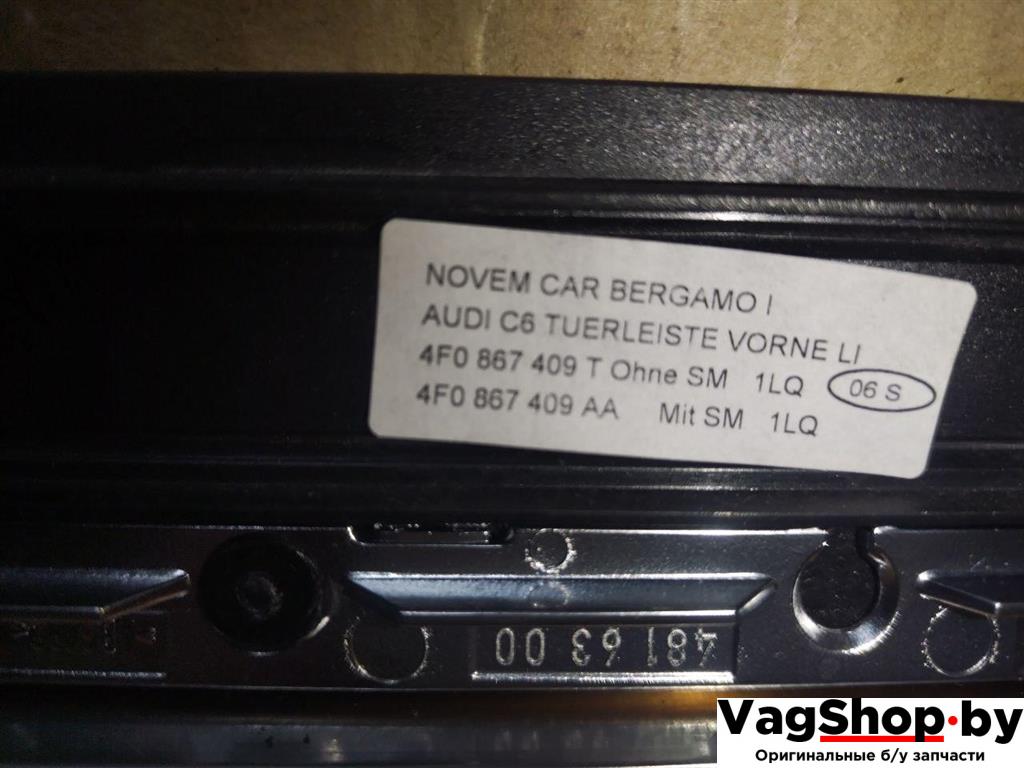 NOVEM CAR BERGAMO I
AUDI C6 TUERLEISTE VORNE LI
4F0 867 409 T Ohne SM 1LQ 06 S
4F0 867 409 AA Mit SM 1LQ
481 63 00
VagShop.by
Оригинальные б/у запчасти